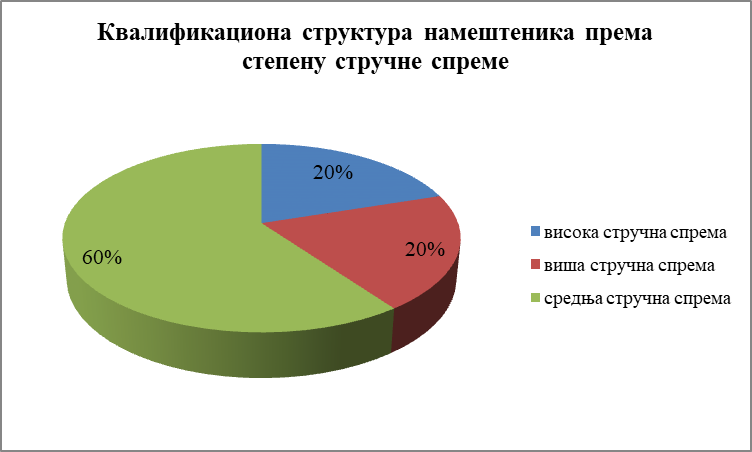 Квалификациона структура намештеника према
степену стручне спреме
20%
20%
60%
висока стручна спрема
виша стручна спрема
средња стручна спрема